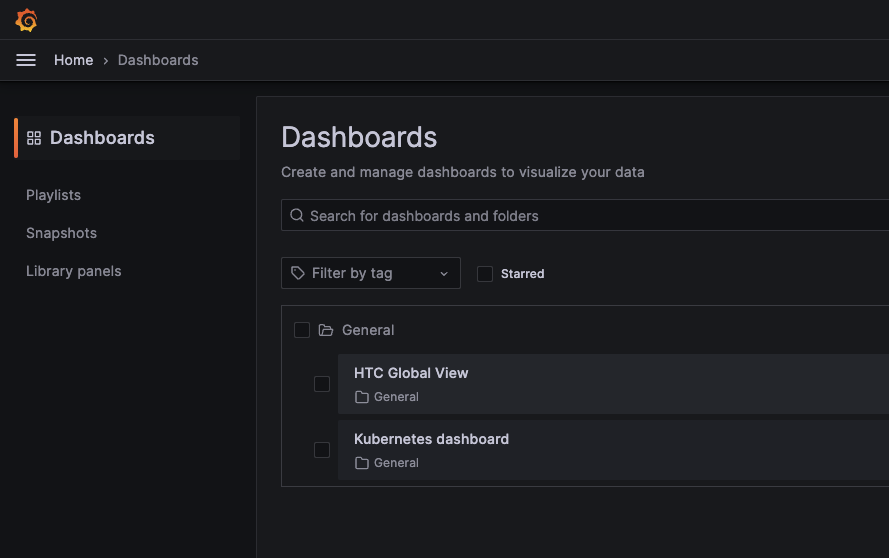 Home › Dashboards
Dashboards
Playlists
Snapshots
Library panels
Dashboards
Create and manage dashboards to visualize your data
Search for dashboards and folders
Filter by tag
Starred
General
HTC Global View
General
Kubernetes dashboard
General